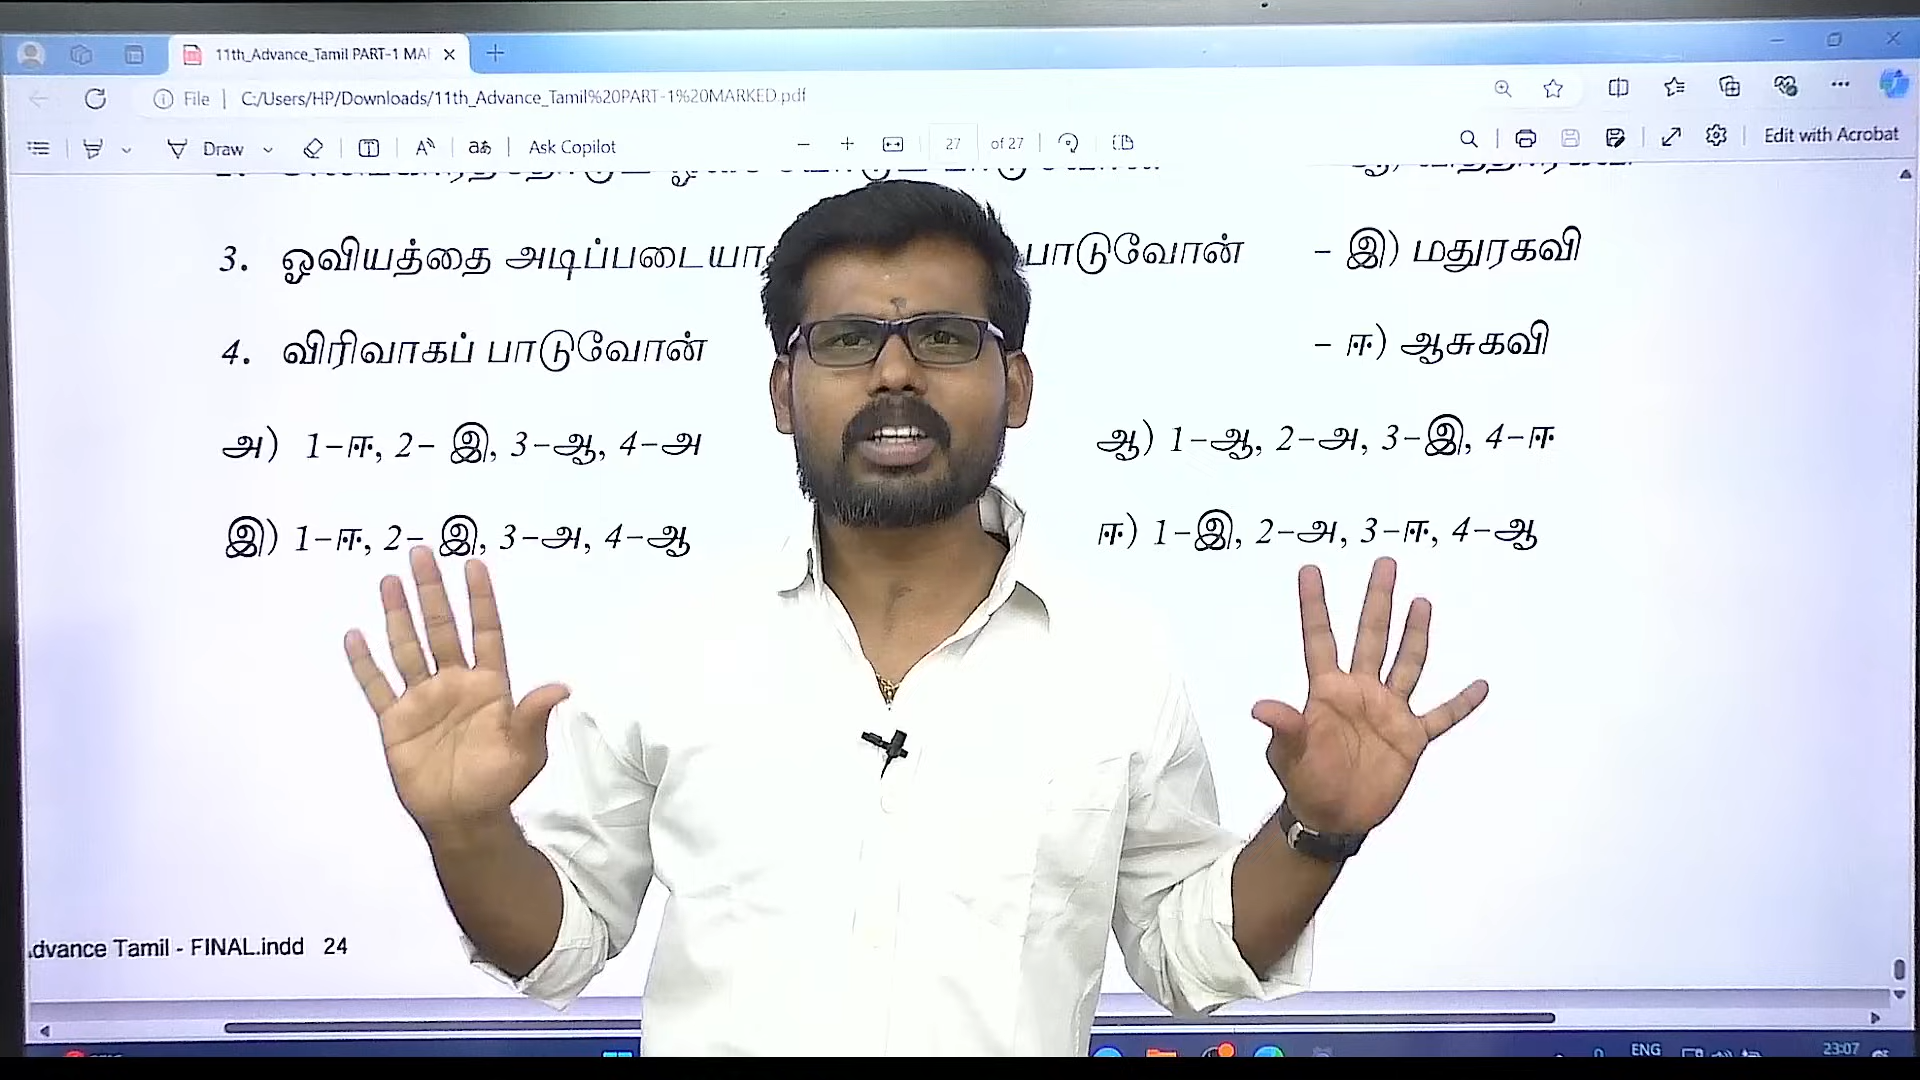 11th_Advance_Tamil PART-1 MA
File C:/Users/HP/Downloads/11th_Advance_Tamil%20PART-1%20MARKED.pdf
Draw aあ Ask Copilot 27 of 27 Edit with Acrobat
3. ஓவியத்தை பாடுவோன் - இ) மதுரகவி
4. விரிவாகப் பாடுவோன் - ஈ) ஆசுகவி
அ) 1-ஈ, 2- இ, 3-ஆ, 4-அ ஆ) 1-ஆ, 2-அ, 3-இ, 4-ஈ
இ) 1-ஈ, 2- இ, 3-அ, 4-ஆ ஈ) 1-இ, 2-அ, 3-ஈ, 4-ஆ
dvance Tamil - FINAL.indd 24
ENG 23:07